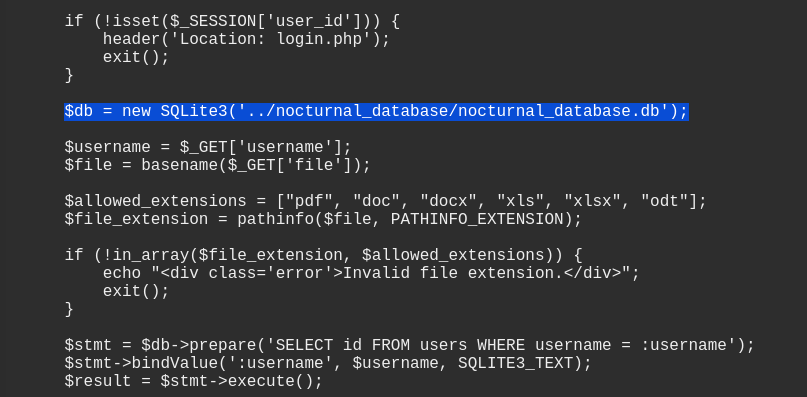 if (!isset($_SESSION['user_id'])) {
    header('Location: login.php');
    exit();
}
$db = new SQLite3('../nocturnal_database/nocturnal_database.db');
$username = $_GET['username'];
$file = basename($_GET['file']);
$allowed_extensions = ["pdf", "doc", "docx", "xls", "xlsx", "odt"];
$file_extension = pathinfo($file, PATHINFO_EXTENSION);
if (!in_array($file_extension, $allowed_extensions)) {
    echo "<div class='error'>Invalid file extension.</div>";
    exit();
}
$stmt = $db->prepare('SELECT id FROM users WHERE username = :username');
$stmt->bindValue(':username', $username, SQLITE3_TEXT);
$result = $stmt->execute();